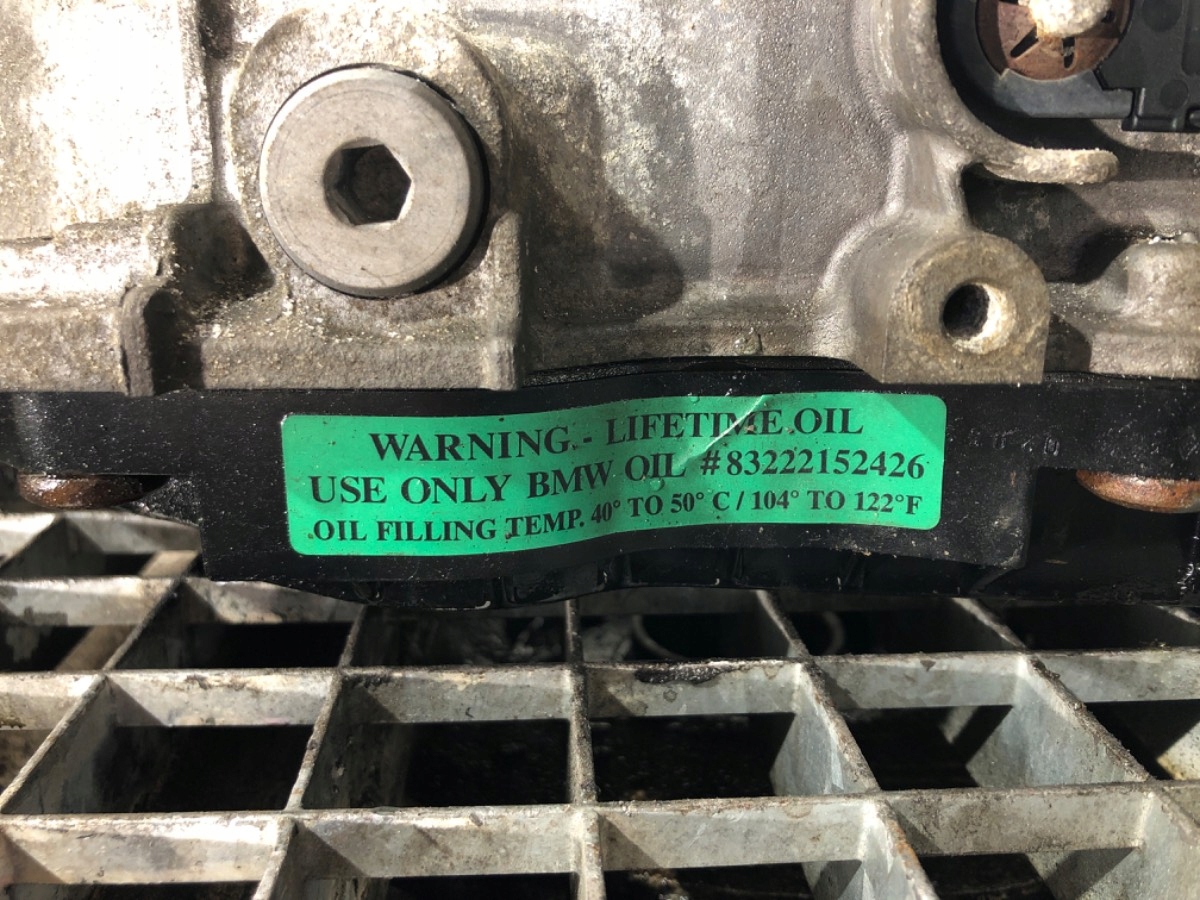 WARNING - LIFETIME OIL
USE ONLY BMW OIL #83222152426
OIL FILLING TEMP. 40° TO 50° C / 104° TO 122°F